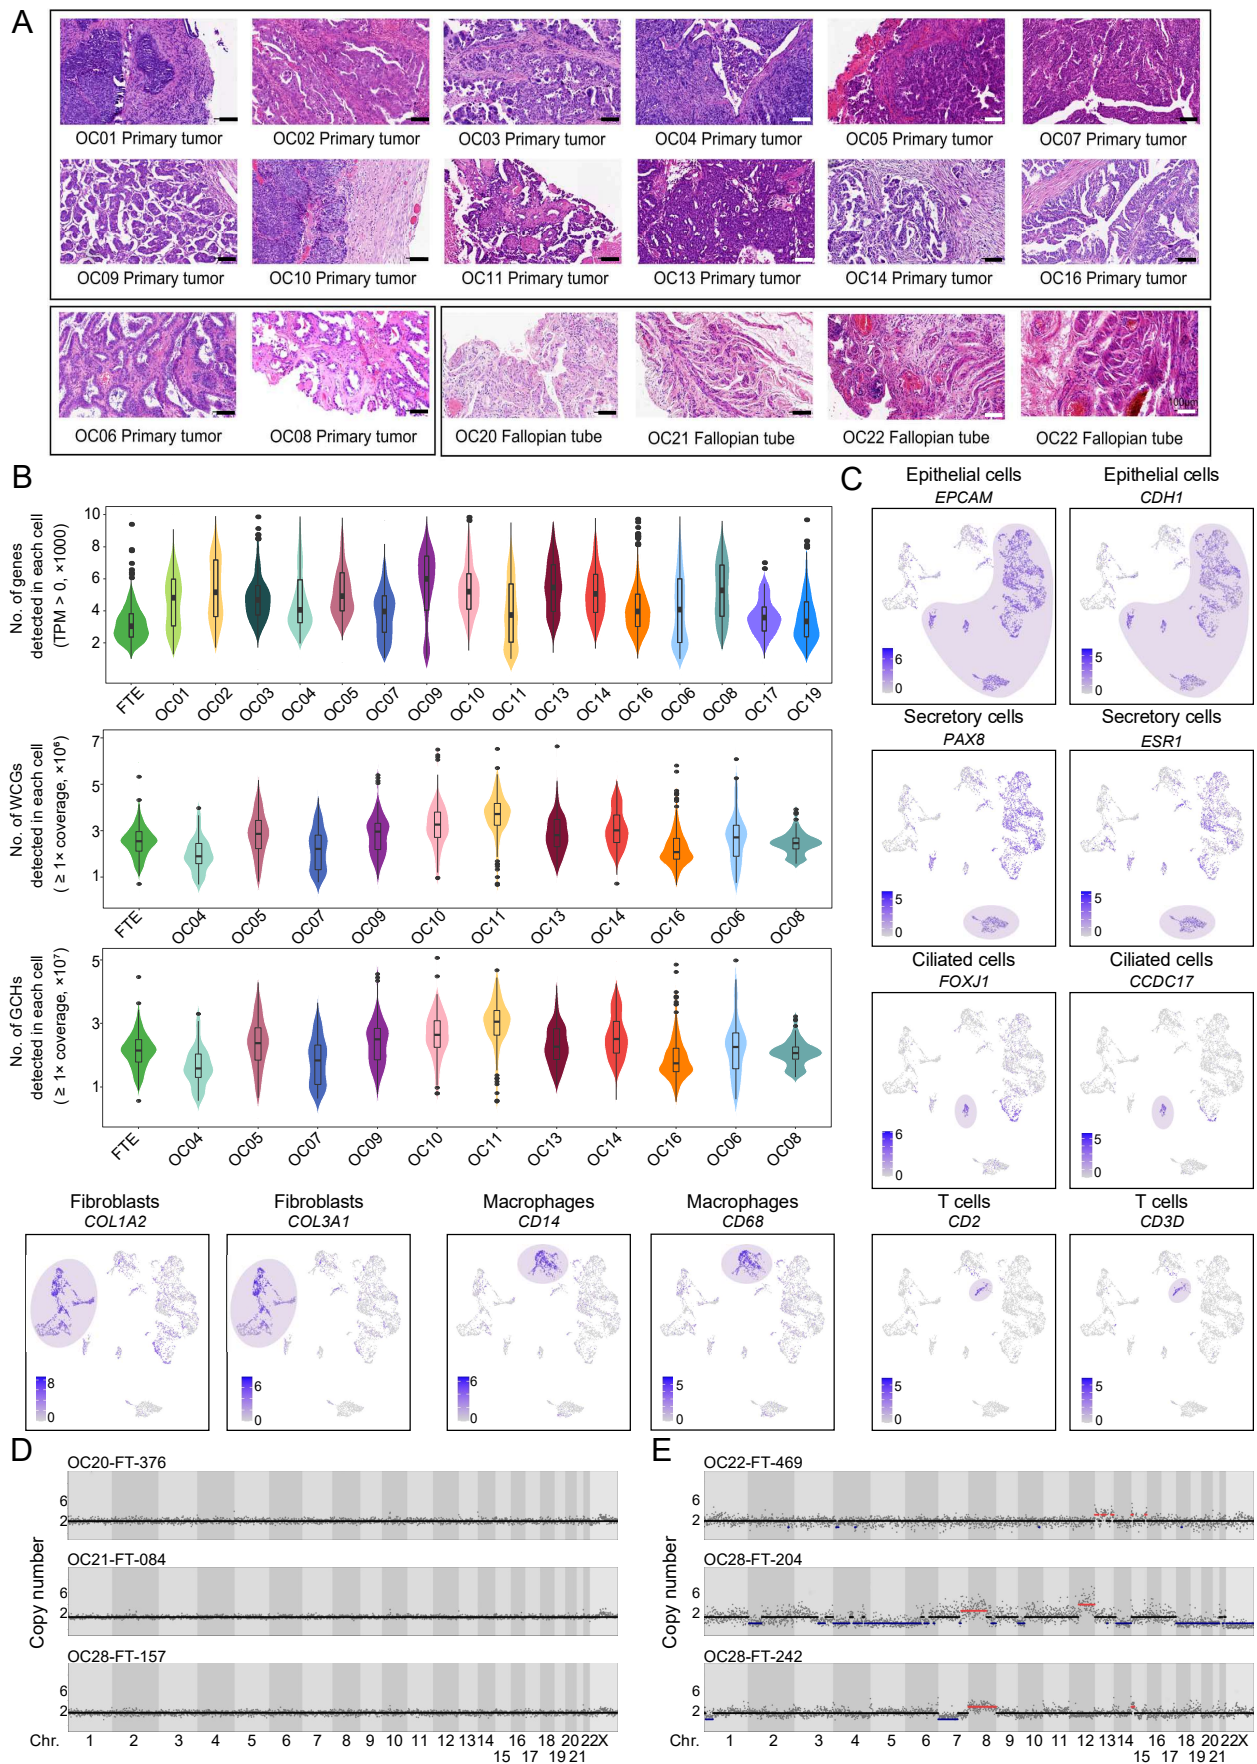 A
OC01 Primary tumor OC02 Primary tumor OC03 Primary tumor OC04 Primary tumor OC05 Primary tumor OC07 Primary tumor
OC09 Primary tumor OC10 Primary tumor OC11 Primary tumor OC13 Primary tumor OC14 Primary tumor OC16 Primary tumor
100μm
OC06 Primary tumor OC08 Primary tumor OC20 Fallopian tube OC21 Fallopian tube OC22 Fallopian tube OC22 Fallopian tube
B
No. of genes
detected in each cell
(TPM > 0, ×1000)
10
8
6
4
2
FTE OC01 OC02 OC03 OC04 OC05 OC07 OC09 OC10 OC11 OC13 OC14 OC16 OC06 OC08 OC17 OC19
No. of WCGs
detected in each cell
( ≥ 1× coverage, ×10⁶)
7
5
3
1
FTE OC04 OC05 OC07 OC09 OC10 OC11 OC13 OC14 OC16 OC06 OC08
No. of GCHs
detected in each cell
( ≥ 1× coverage, ×10⁷)
5
3
1
FTE OC04 OC05 OC07 OC09 OC10 OC11 OC13 OC14 OC16 OC06 OC08
C
Epithelial cells Epithelial cells
EPCAM CDH1
6 5
0 0
Secretory cells Secretory cells
PAX8 ESR1
5 5
0 0
Ciliated cells Ciliated cells
FOXJ1 CCDC17
6 5
0 0
Fibroblasts Fibroblasts Macrophages Macrophages T cells T cells
COL1A2 COL3A1 CD14 CD68 CD2 CD3D
8 6 6 5 5 5
0 0 0 0 0 0
D
Copy number
OC20-FT-376
6
2
OC21-FT-084
6
2
OC28-FT-157
6
2
Chr. 1 2 3 4 5 6 7 8 9 10 11 12 13 14 16 18 20 22 X
15 17 19 21
E
Copy number
OC22-FT-469
6
2
OC28-FT-204
6
2
OC28-FT-242
6
2
Chr. 1 2 3 4 5 6 7 8 9 10 11 12 13 14 16 18 20 22 X
15 17 19 21